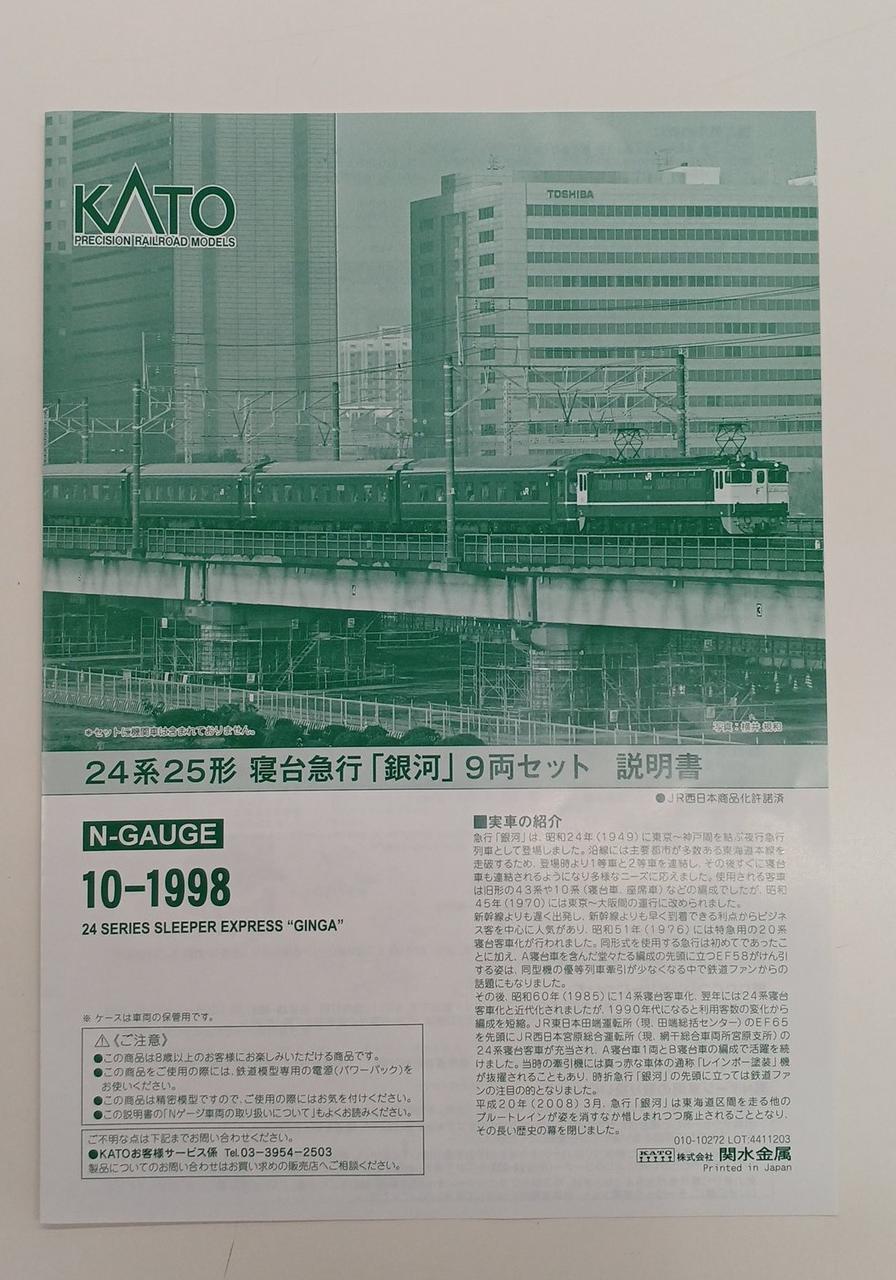 KATO
PRECISION RAILROAD MODELS
TOSHIBA
*セットに機関車は含まれておりません。
写真:横井 規和
24系25形 寝台急行「銀河」 9両セット 説明書
●JR西日本商品化許諾済
N-GAUGE
10-1998
24 SERIES SLEEPER EXPRESS “GINGA”
※ ケースは車両の保管用です。
⚠《ご注意》
●この商品は8歳以上のお客様にお楽しみいただける商品です。
●この商品をご使用の際には、鉄道模型専用の電源(パワーパック)を
お使いください。
●この商品は精密模型ですので、ご使用の際にはお気を付けください。
●この説明書の「Nゲージ車両の取り扱いについて」もよくお読みください。
ご不明な点は下記までお問い合わせください。
●KATOお客様サービス係 Tel.03-3954-2503
製品についてのお問い合わせはお買い求めの販売店へご相談ください。
■実車の紹介
急行「銀河」は、昭和24年(1949)に東京〜神戸間を結ぶ夜行急行
列車として登場しました。沿線には主要都市が多数ある東海道本線を
走破するため、登場時より1等車と2等車を連結し、その後すぐに寝台
車も連結されるようになり多様なニーズに応えました。使用される客車
は旧形の43系や10系(寝台車、座席車)などの編成でしたが、昭和
45年(1970)には東京〜大阪間の運行に改められました。
新幹線よりも遅く出発し、新幹線よりも早く到着できる利点からビジネ
ス客を中心に人気があり、昭和51年(1976)には特急用の20系
寝台客車化が行われました。同形式を使用する急行は初めてであったこ
とに加え、A寝台車を含んだ堂々たる編成の先頭に立つEF58がけん引
する姿は、同型機の優等列車牽引が少なくなる中で鉄道ファンからの
話題にもなりました。
その後、昭和60年(1985)に14系寝台客車化、翌年には24系寝台
客車化と近代化されましたが、1990年代になると利用客数の変化から
編成を短縮。JR東日本田端運転所(現、田端総括センター)のEF65
を先頭にJR西日本宮原総合運転所(現、網干総合車両所宮原支所)の
24系寝台客車が充当され、A寝台車1両とB寝台車の編成で活躍を続
けました。当時の牽引機には真っ赤な車体の通称「レインボー塗装」機
が抜擢されることもあり、時折急行「銀河」の先頭に立っては鉄道ファ
ンの注目の的となりました。
平成20年(2008)3月、急行「銀河」は東海道区間を走る他の
ブルートレインが姿を消すなか惜しまれつつ廃止されることとなり、
その長い歴史の幕を閉じました。
010-10272 LOT:4411203
KATO 株式会社 関水金属
Printed in Japan